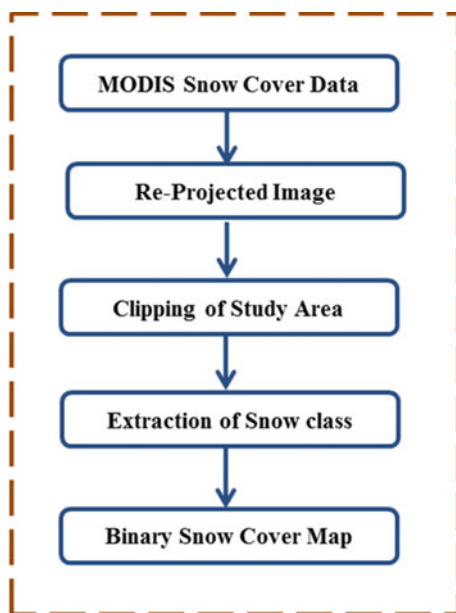 MODIS Snow Cover Data
Re-Projected Image
Clipping of Study Area
Extraction of Snow class
Binary Snow Cover Map